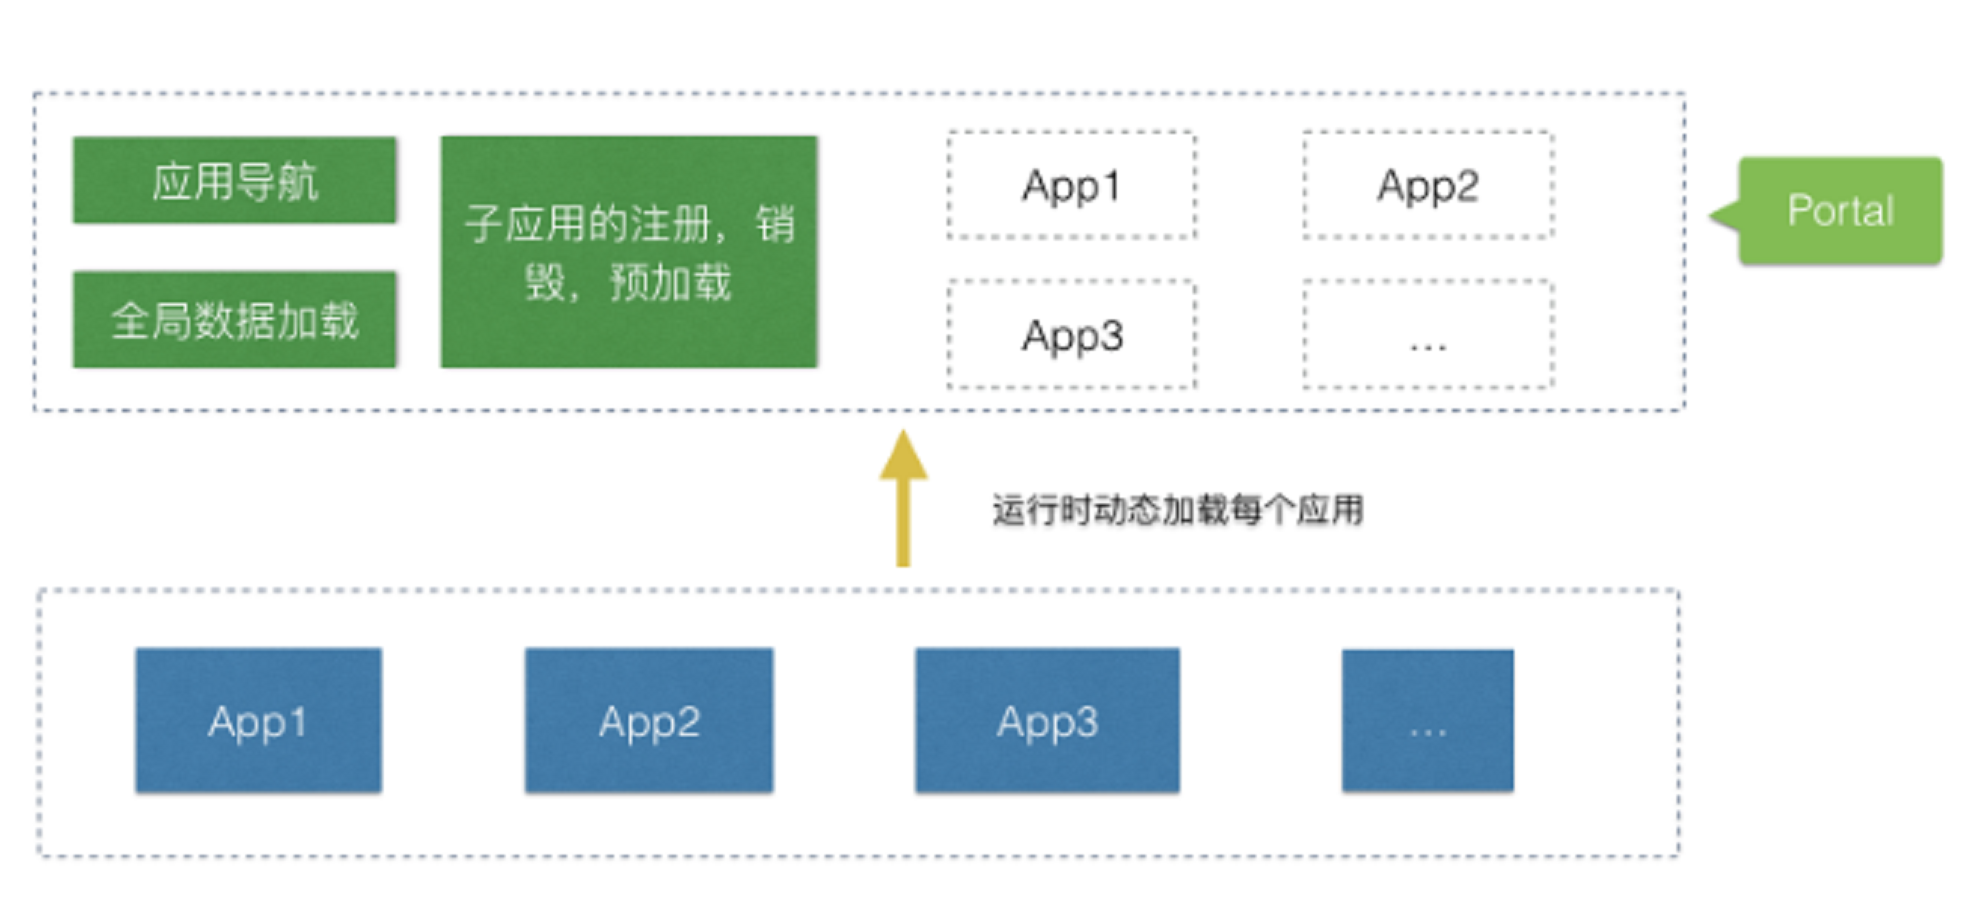 应用导航
子应用的注册，销
毁，预加载
全局数据加载
App1
App2
App3
...
Portal
运行时动态加载每个应用
App1
App2
App3
...